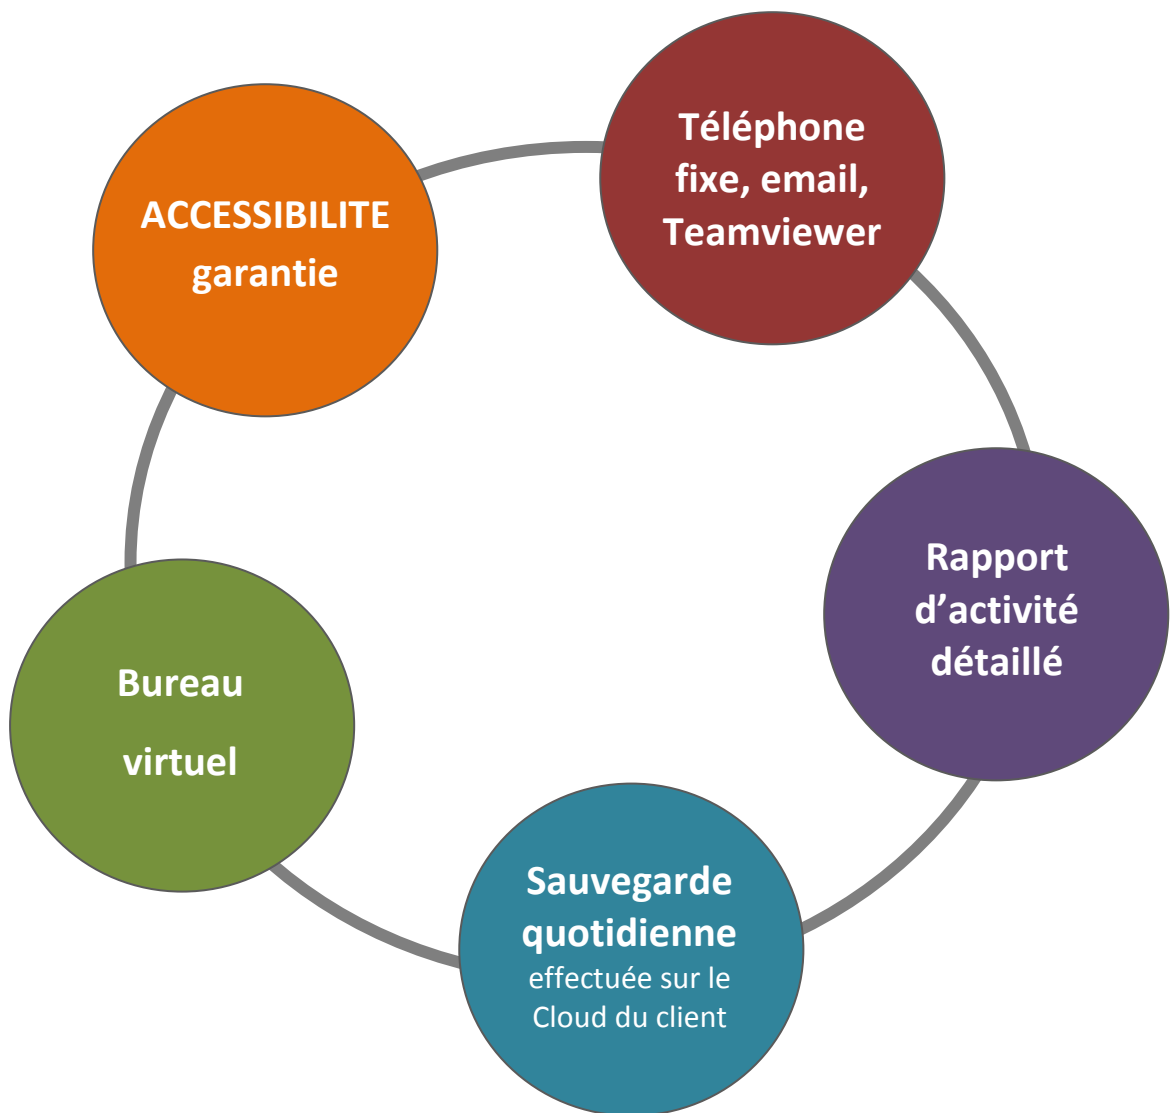 Téléphone
fixe, email,
Teamviewer
ACCESSIBILITE
garantie
Rapport
d’activité
détaillé
Bureau
virtuel
Sauvegarde
quotidienne
effectuée sur le
Cloud du client